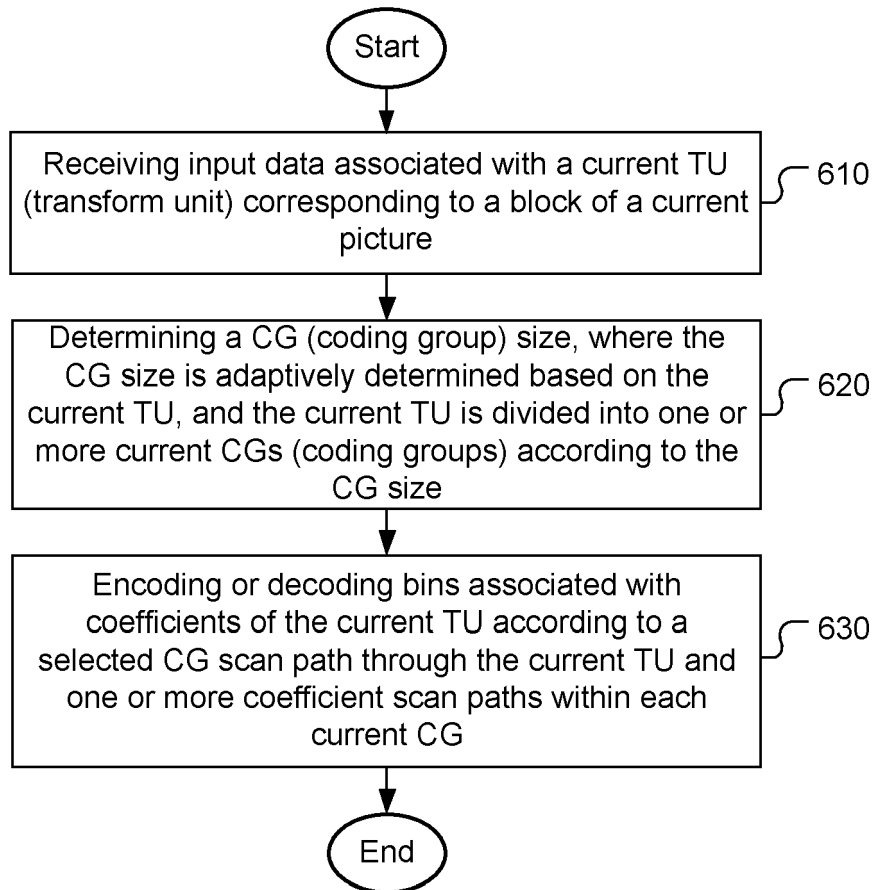 Start
Receiving input data associated with a current TU
(transform unit) corresponding to a block of a current
picture
610
Determining a CG (coding group) size, where the
CG size is adaptively determined based on the
current TU, and the current TU is divided into one or
more current CGs (coding groups) according to the
CG size
620
Encoding or decoding bins associated with
coefficients of the current TU according to a
selected CG scan path through the current TU and
one or more coefficient scan paths within each
current CG
630
End